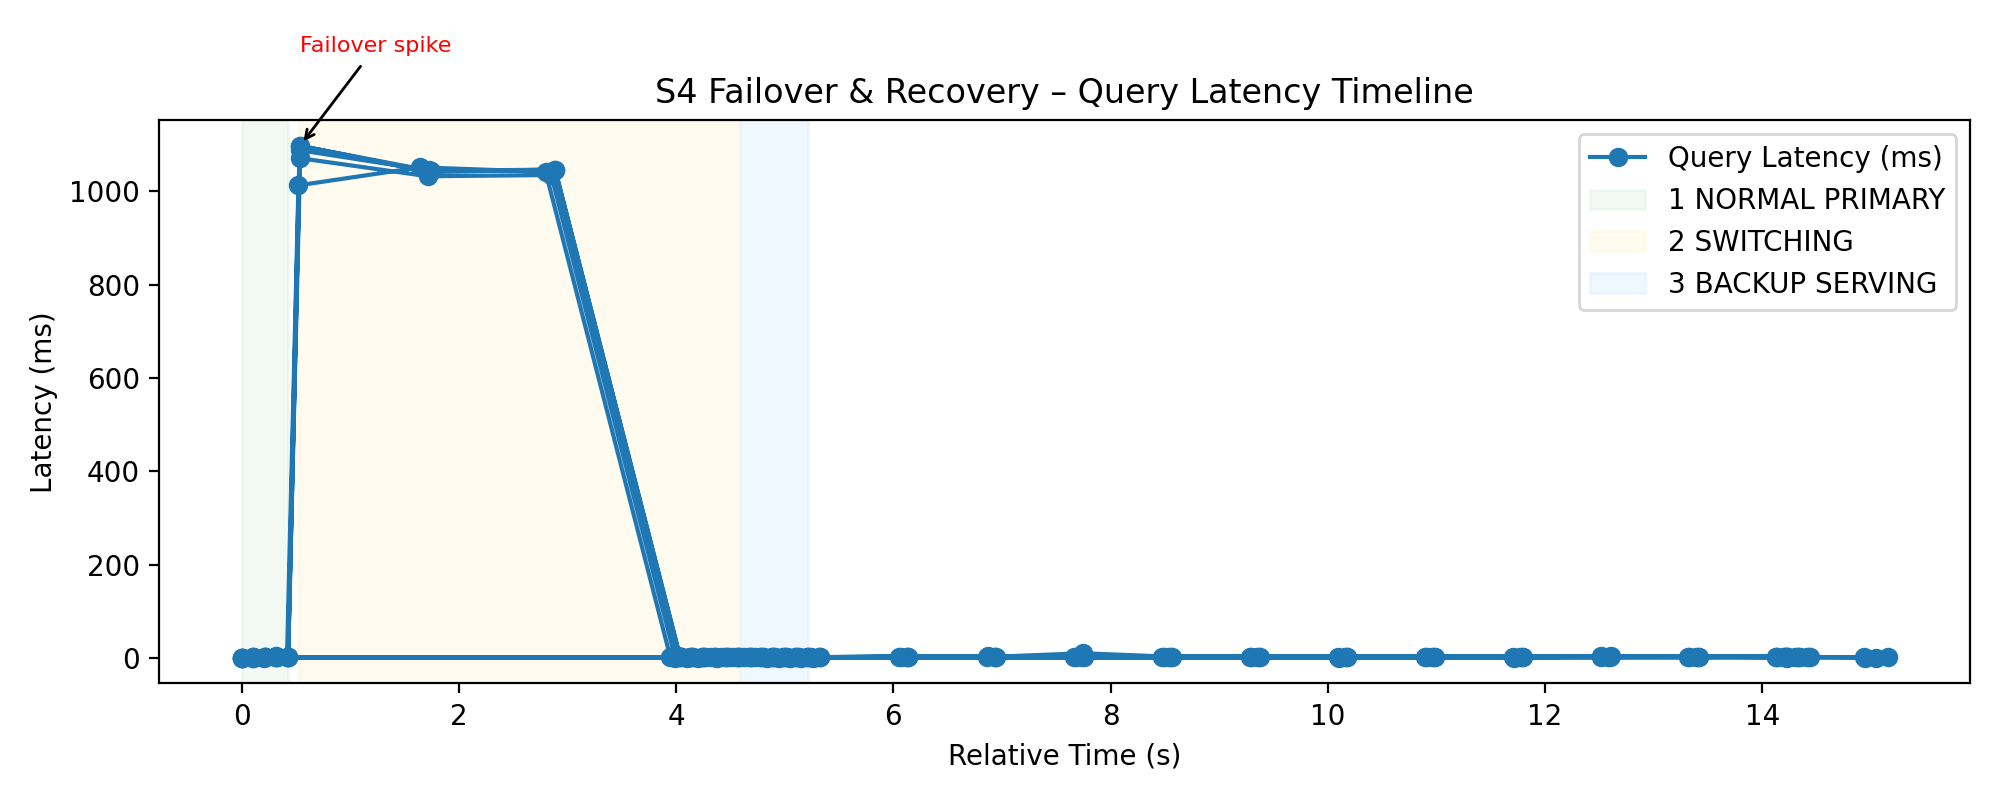 Failover spike
S4 Failover & Recovery – Query Latency Timeline
Latency (ms)
1000
800
600
400
200
0
Query Latency (ms)
1 NORMAL PRIMARY
2 SWITCHING
3 BACKUP SERVING
0 2 4 6 8 10 12 14
Relative Time (s)